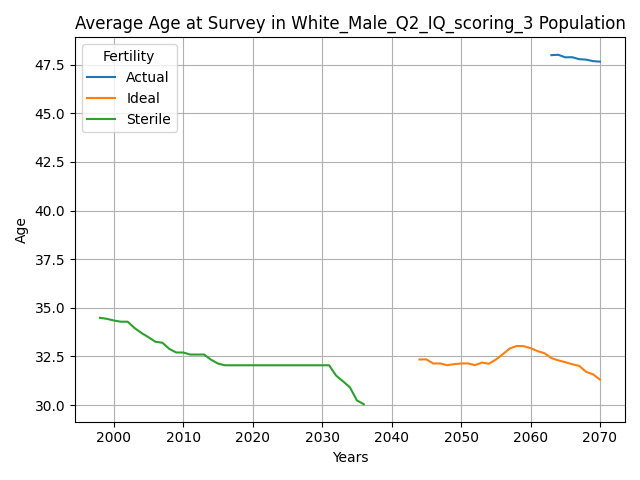 Average Age at Survey in White_Male_Q2_IQ_scoring_3 Population
Fertility
Actual
Ideal
Sterile
47.5
45.0
42.5
40.0
37.5
35.0
32.5
30.0
Age
2000 2010 2020 2030 2040 2050 2060 2070
Years